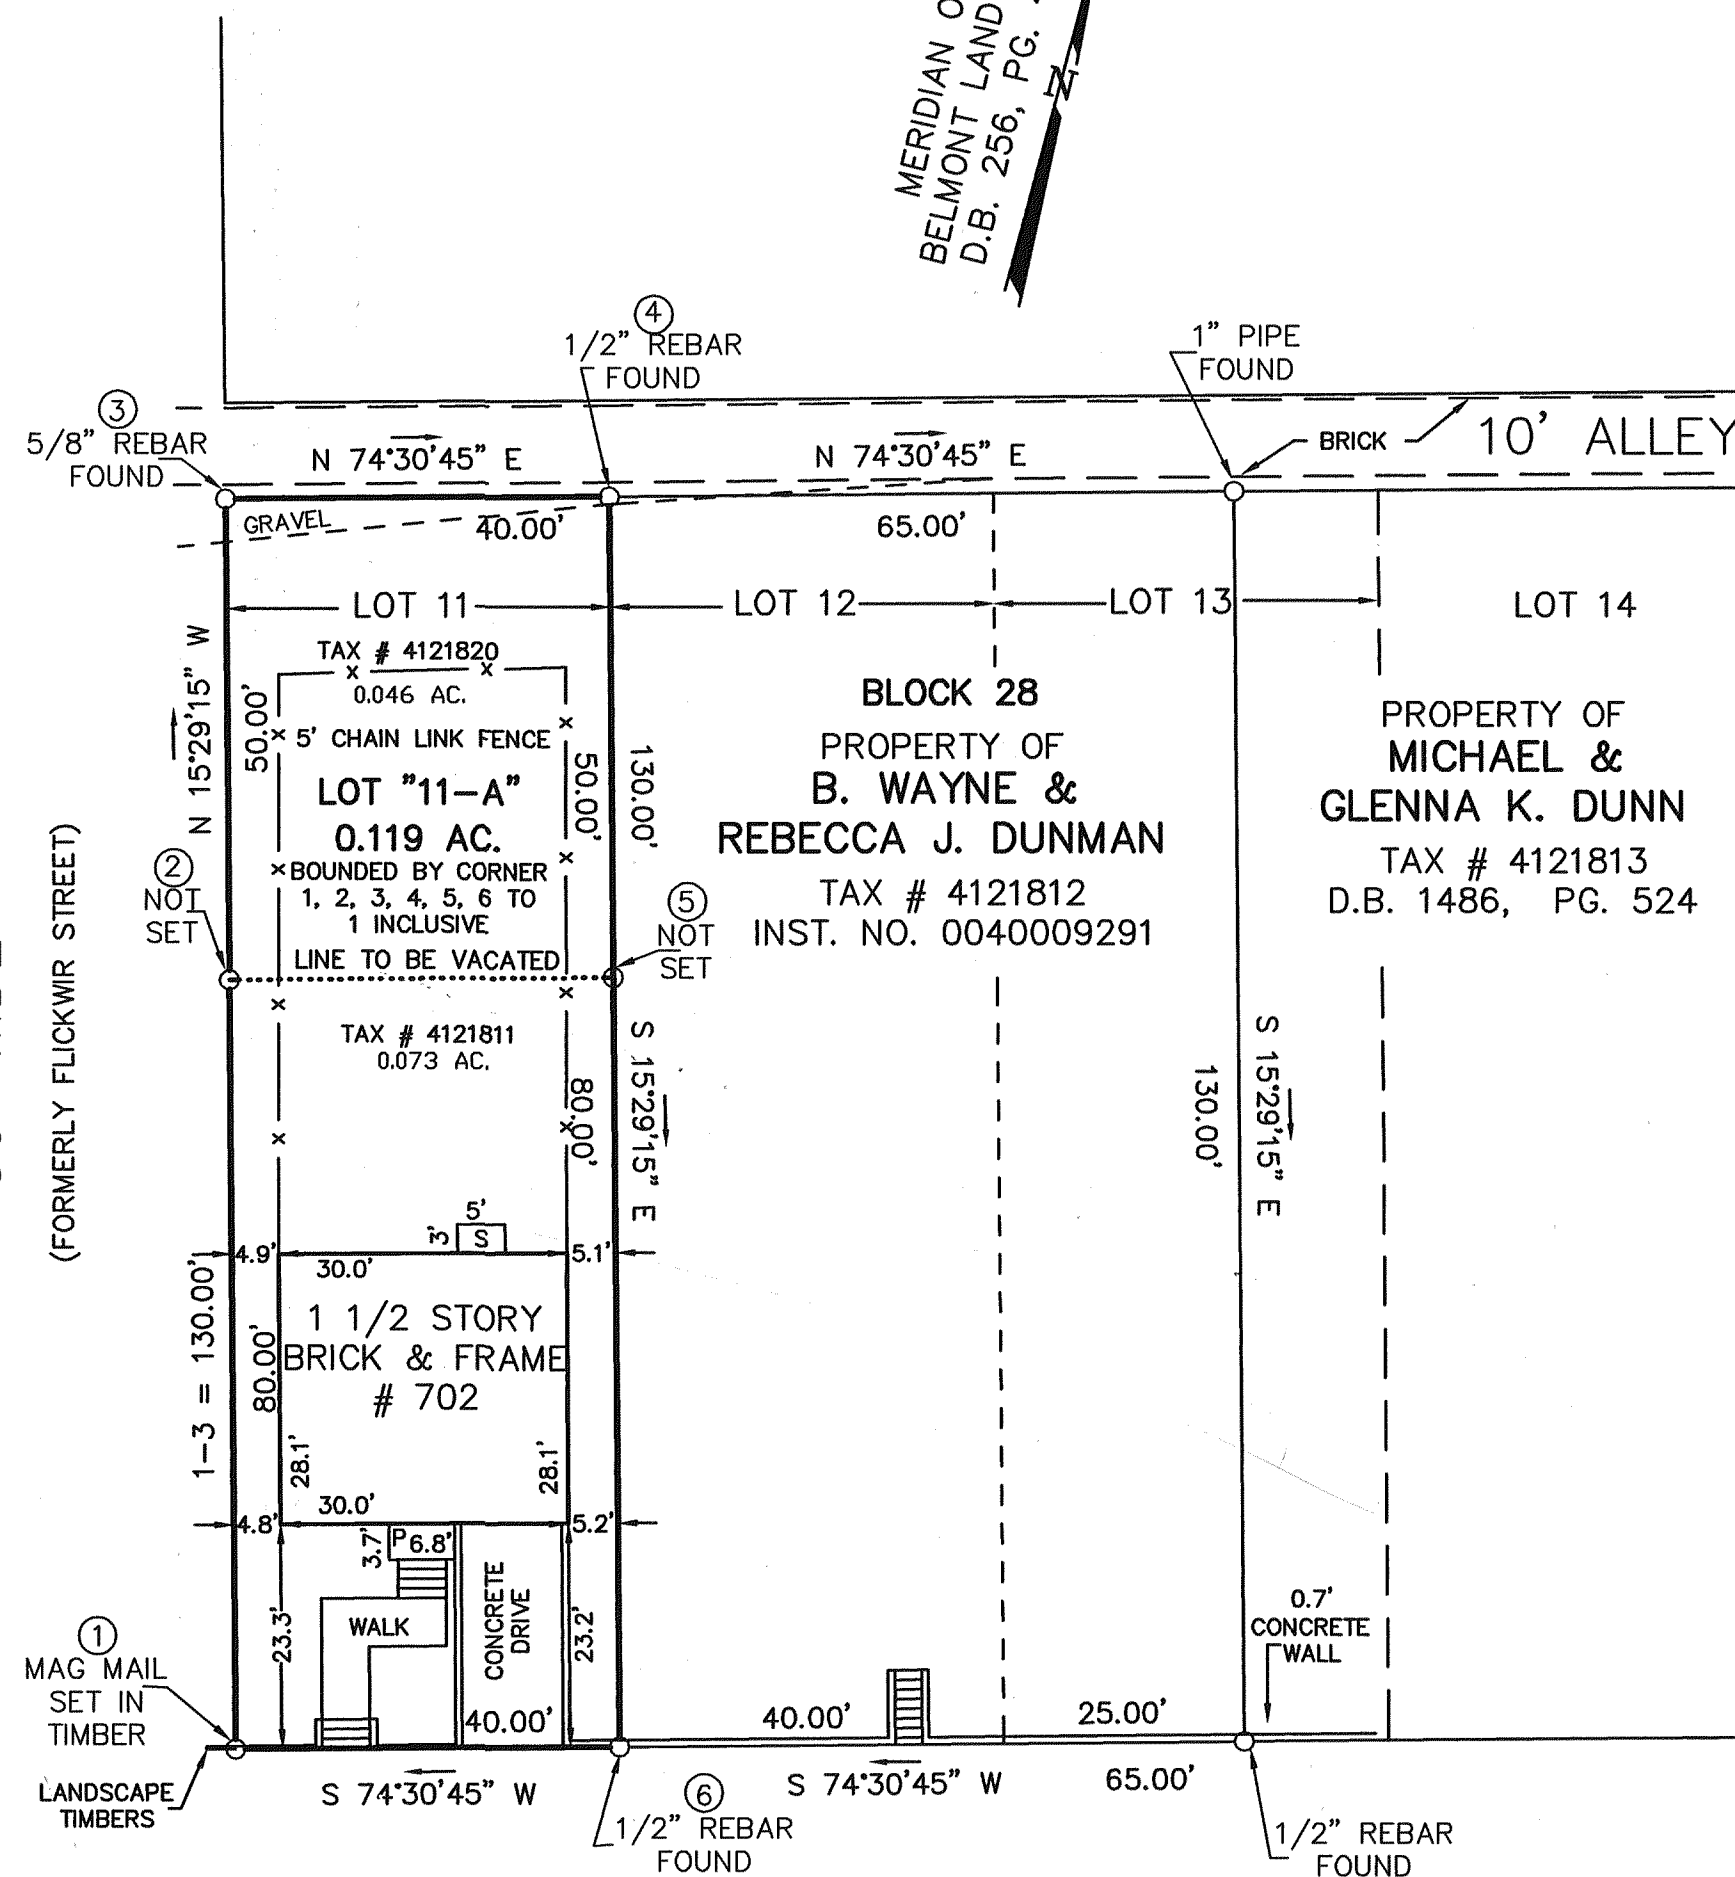 MERIDIAN O
BELMONT LAND
D.B. 256, PG.
N
4
1/2” REBAR
FOUND
1” PIPE
FOUND
3
5/8” REBAR
FOUND
N 74°30'45” E
N 74°30'45” E
BRICK
10' ALLEY
GRAVEL
40.00'
65.00'
LOT 11
LOT 12
LOT 13
LOT 14
N 15°29'15” W
50.00'
TAX # 4121820
0.046 AC.
5' CHAIN LINK FENCE
LOT ”11–A”
0.119 AC.
BOUNDED BY CORNER
1, 2, 3, 4, 5, 6 TO
1 INCLUSIVE
LINE TO BE VACATED
50.00'
130.00'
BLOCK 28
PROPERTY OF
B. WAYNE &
REBECCA J. DUNMAN
TAX # 4121812
INST. NO. 0040009291
PROPERTY OF
MICHAEL &
GLENNA K. DUNN
TAX # 4121813
D.B. 1486, PG. 524
(FORMERLY FLICKWIR STREET)
2
NOT
SET
5
NOT
SET
TAX # 4121811
0.073 AC.
80.00'
S 15°29'15” E
130.00'
S 15°29'15” E
5'
3'
S
4.9'
30.0'
5.1'
1–3 = 130.00'
80.00'
1 1/2 STORY
BRICK & FRAME
# 702
28.1'
28.1'
4.8'
30.0'
5.2'
3.7'
P
6.8'
23.3'
WALK
CONCRETE
DRIVE
23.2'
0.7'
CONCRETE
WALL
1
MAG MAIL
SET IN
TIMBER
40.00'
40.00'
25.00'
LANDSCAPE
TIMBERS
S 74°30'45” W
S 74°30'45” W
65.00'
6
1/2” REBAR
FOUND
1/2” REBAR
FOUND